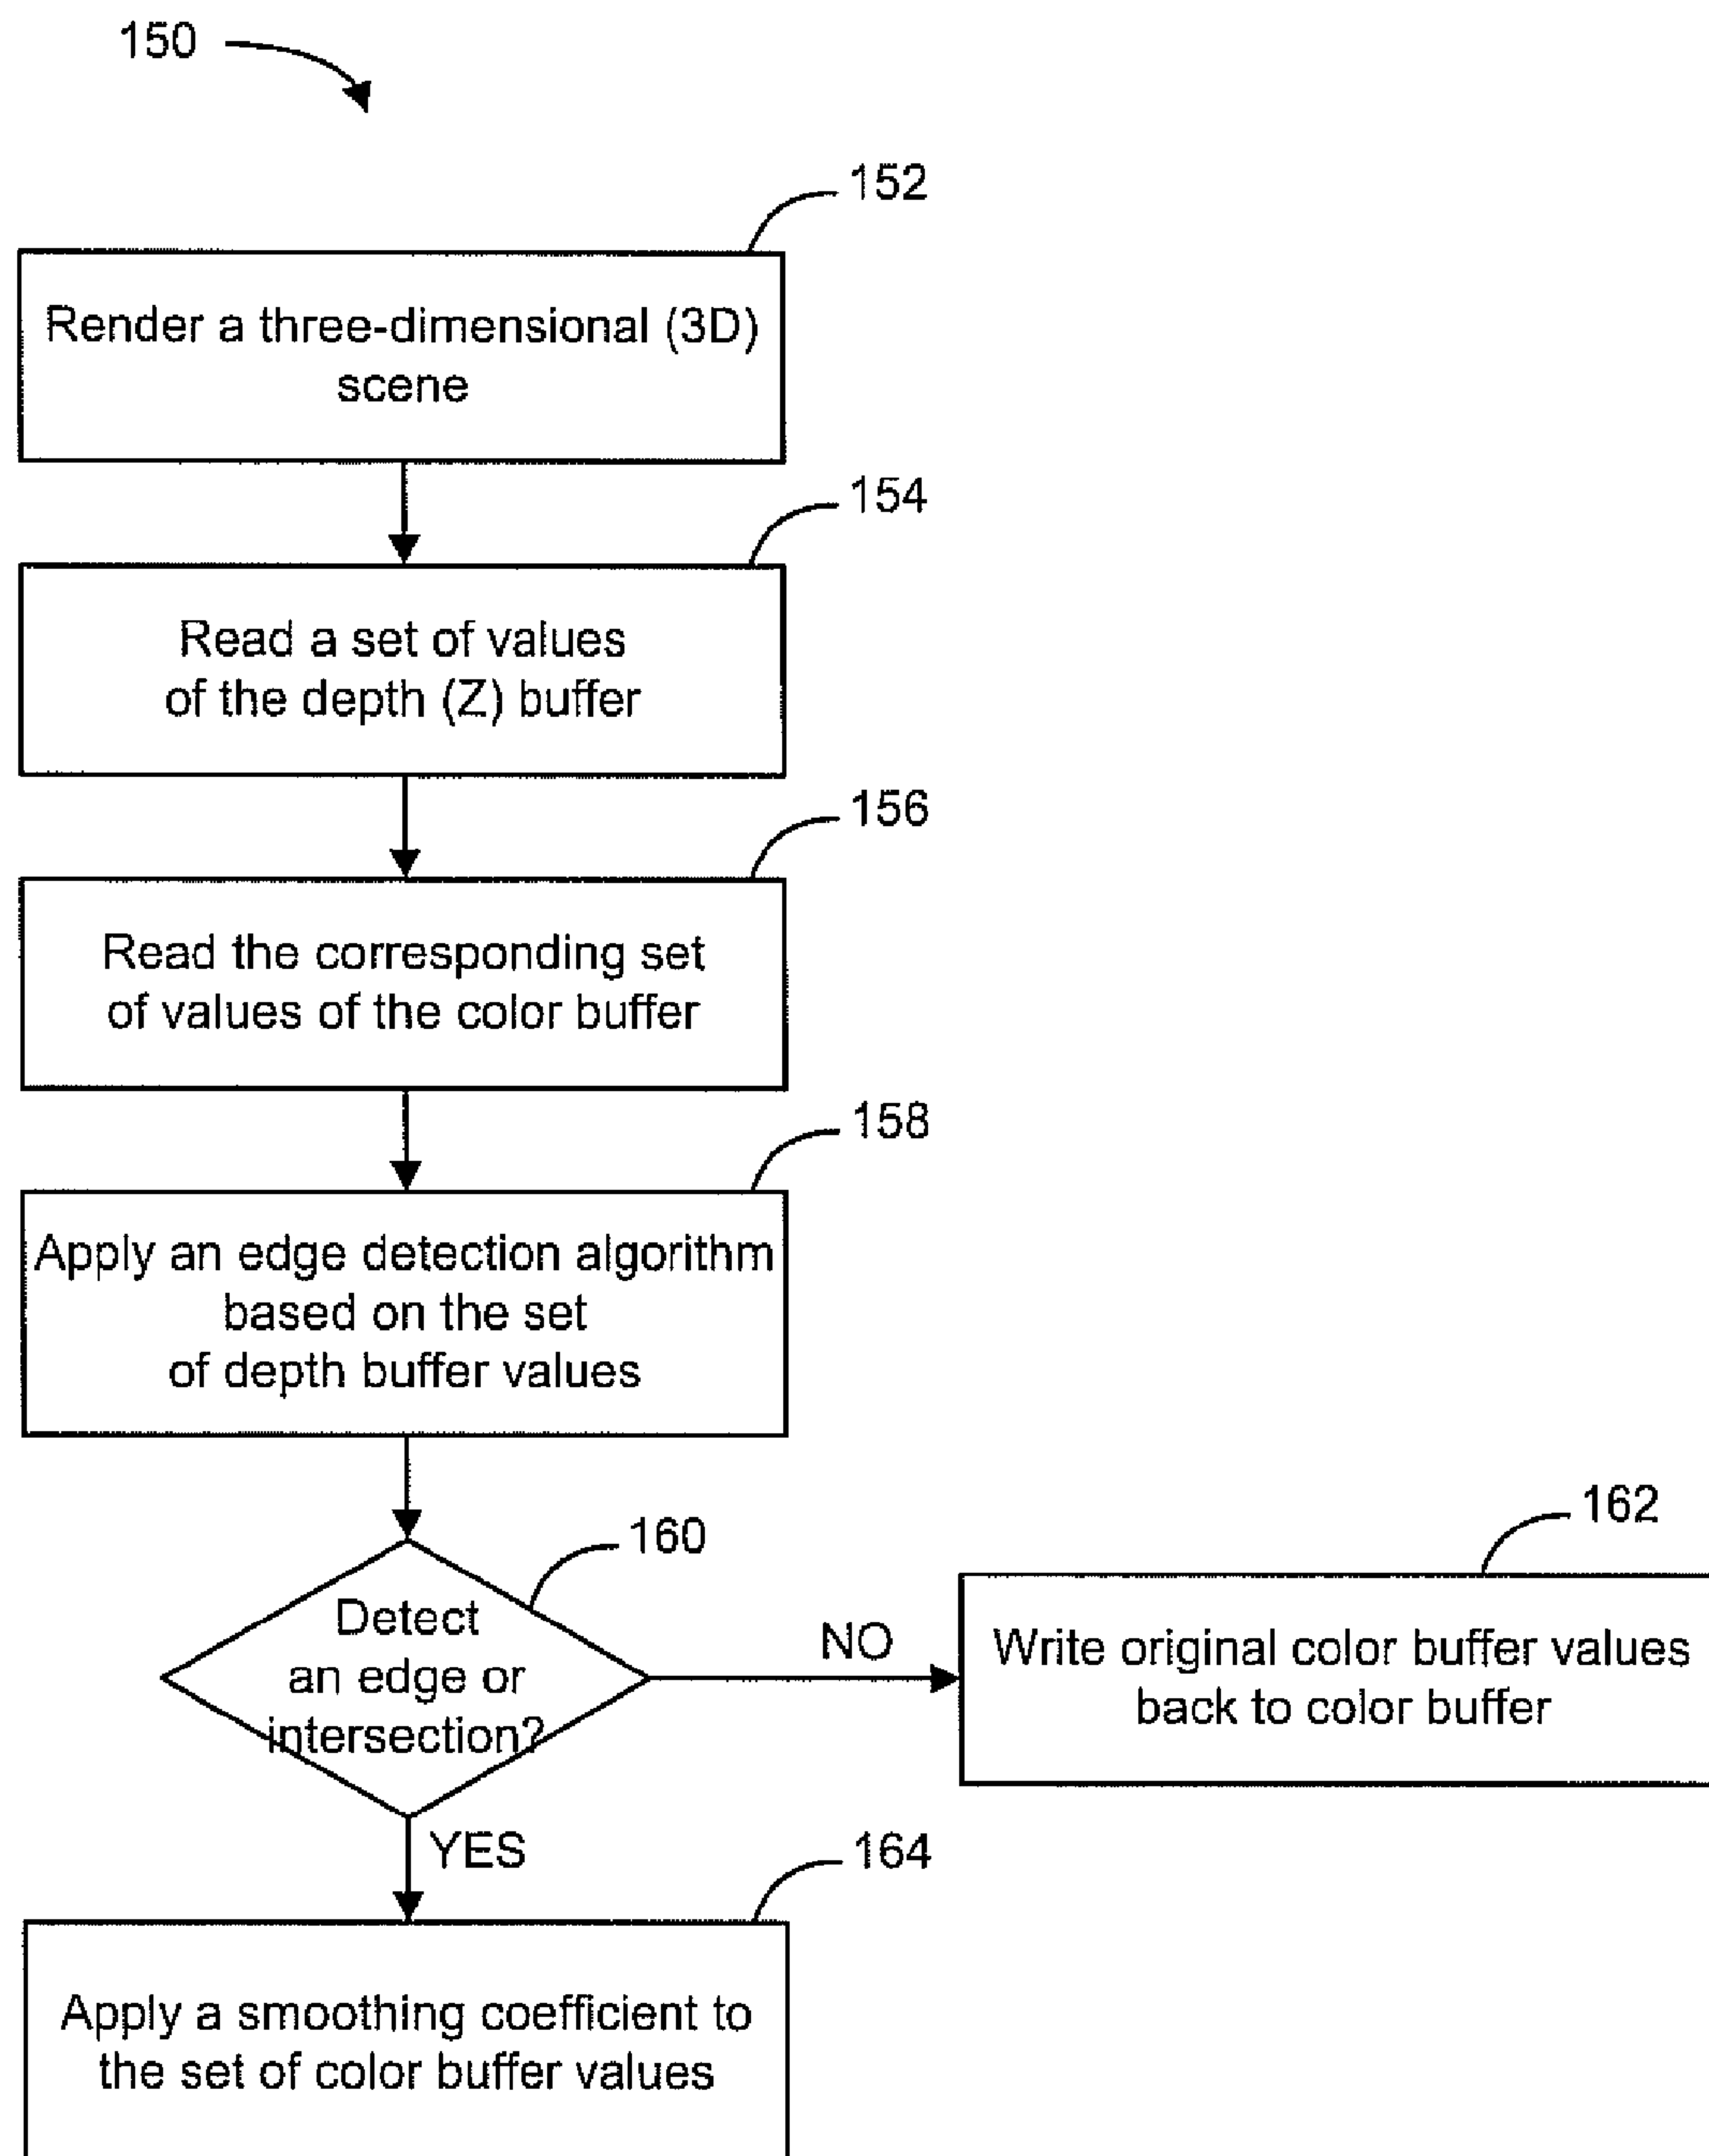 150
152
Render a three-dimensional (3D)
scene
154
Read a set of values
of the depth (Z) buffer
156
Read the corresponding set
of values of the color buffer
158
Apply an edge detection algorithm
based on the set
of depth buffer values
160
Detect
an edge or
intersection?
NO
162
Write original color buffer values
back to color buffer
YES
164
Apply a smoothing coefficient to
the set of color buffer values